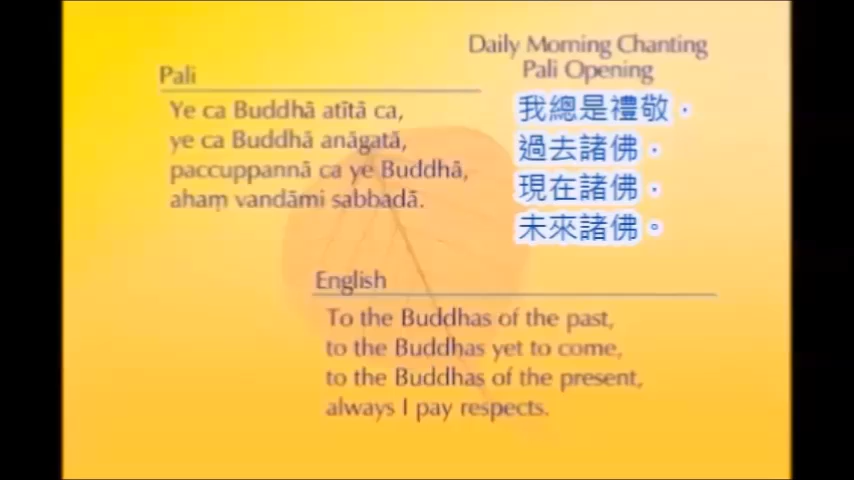 Daily Morning Chanting
Pali Opening
Pali
Ye ca Buddhā atītā ca,
ye ca Buddhā anāgatā,
paccuppannā ca ye Buddhā,
ahaṃ vandāmi sabbadā.
我總是禮敬，
過去諸佛，
現在諸佛，
未來諸佛。
English
To the Buddhas of the past,
to the Buddhas yet to come,
to the Buddhas of the present,
always I pay respects.